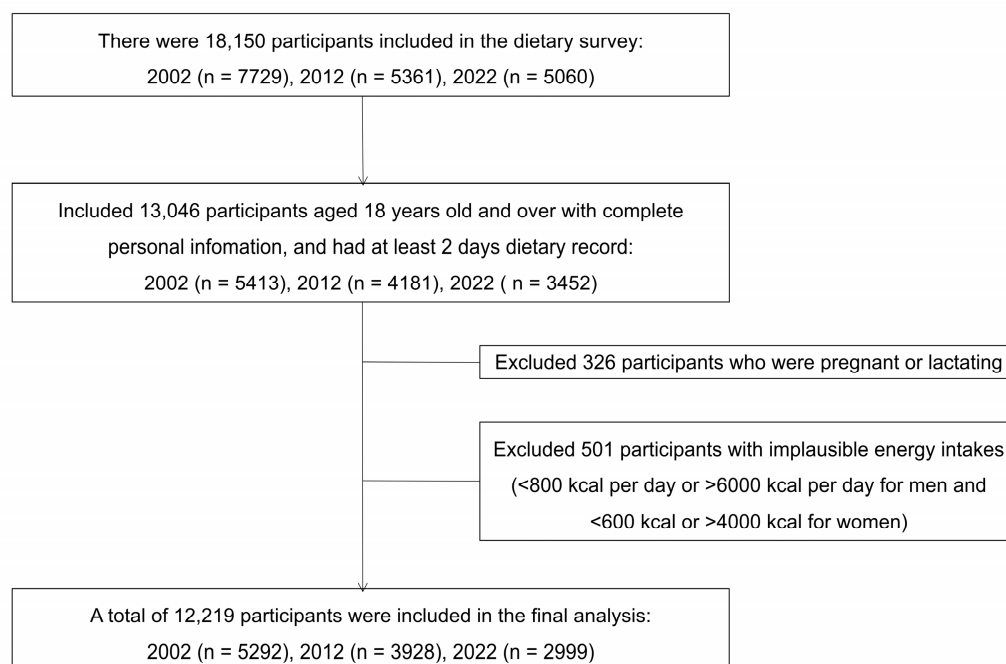 There were 18,150 participants included in the dietary survey:
2002 (n = 7729), 2012 (n = 5361), 2022 (n = 5060)
Included 13,046 participants aged 18 years old and over with complete
personal infomation, and had at least 2 days dietary record:
2002 (n = 5413), 2012 (n = 4181), 2022 ( n = 3452)
Excluded 326 participants who were pregnant or lactating
Excluded 501 participants with implausible energy intakes
(<800 kcal per day or >6000 kcal per day for men and
<600 kcal or >4000 kcal for women)
A total of 12,219 participants were included in the final analysis:
2002 (n = 5292), 2012 (n = 3928), 2022 (n = 2999)